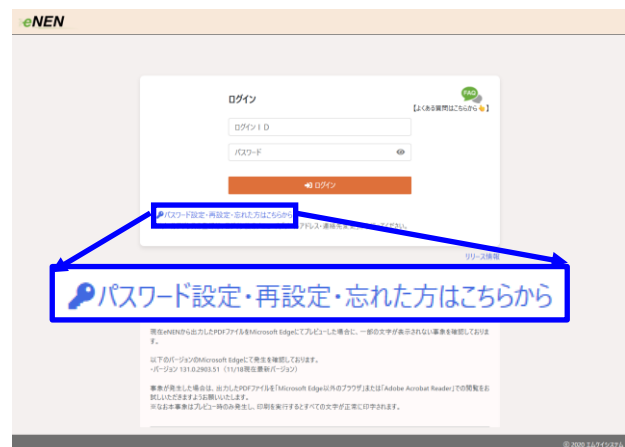 eNEN
ログイン
FAQ
【よくある質問はこちらから👆】
ログインＩＤ
パスワード
ログイン
パスワード設定・再設定・忘れた方はこちらから
アドレス・連絡先
ください。
リリース情報
パスワード設定・再設定・忘れた方はこちらから
現在eNENから出力したPDFファイルをMicrosoft Edgeにてプレビューした場合に、一部の文字が表示されない事象を確認しておりま
す。
以下のバージョンのMicrosoft Edgeにて発生を確認しております。
・バージョン 131.0.2903.51（11/18現在最新バージョン）
事象が発生した場合は、出力したPDFファイルを「Microsoft Edge以外のブラウザ」または「Adobe Acrobat Reader」での閲覧をお
試しいただきますようお願いいたします。
※なお本事象はプレビュー時のみ発生し、印刷を実行するとすべての文字が正常に印字されます。
© 2020 エムケイシステム